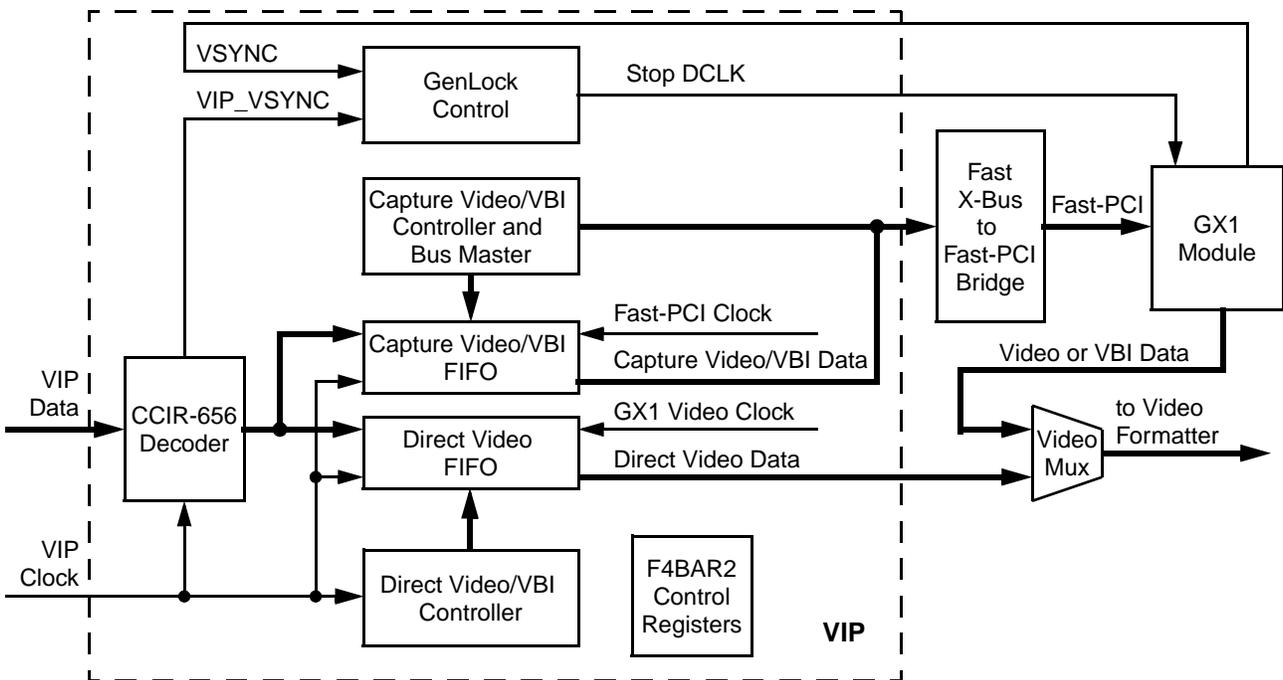 VSYNC
VIP_VSYNC
GenLock
Control
Stop DCLK
Capture Video/VBI
Controller and
Bus Master
Fast
X-Bus
to
Fast-PCI
Bridge
Fast-PCI
GX1
Module
Fast-PCI Clock
Capture Video/VBI
FIFO
Capture Video/VBI Data
Video or VBI Data
VIP
Data
CCIR-656
Decoder
GX1 Video Clock
Direct Video
FIFO
Direct Video Data
Video
Mux
to Video
Formatter
VIP
Clock
Direct Video/VBI
Controller
F4BAR2
Control
Registers
VIP